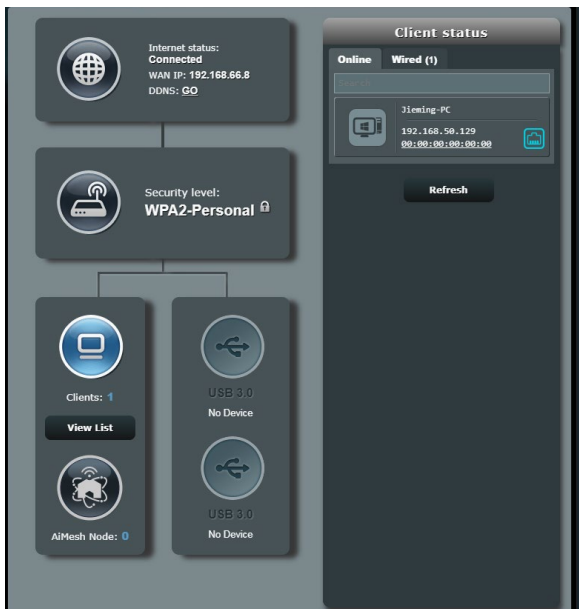 Internet status:
Connected
WAN IP: 192.168.66.8
DDNS: GO
Security level:
WPA2-Personal
Clients: 1
View List
AiMesh Node: 0
USB 3.0
No Device
USB 3.0
No Device
Client status
Online Wired (1)
Search
Jieming-PC
192.168.50.129
00:00:00:00:00:00
Refresh